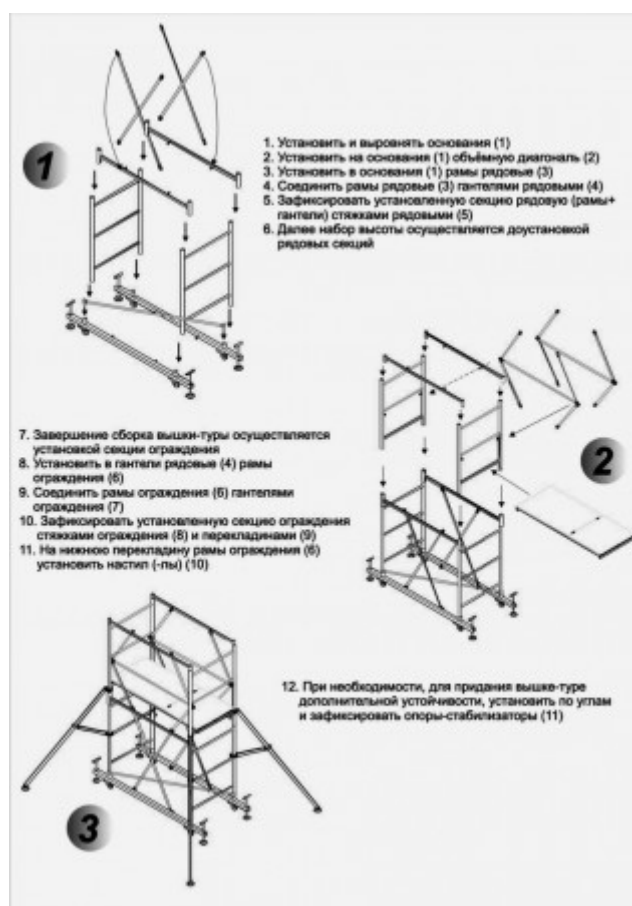 1
1. Установить и выровнять основания (1)
2. Установить на основания (1) объёмную диагональ (2)
3. Установить в основания (1) рамы рядовые (3)
4. Соединить рамы рядовые (3) гантелями рядовыми (4)
5. Зафиксировать установленную секцию рядовую (рамы+
гантели) стяжками рядовыми (5)
6. Далее набор высоты осуществляется доустановкой
рядовых секций
7. Завершение сборка вышки-туры осуществляется
установкой секции ограждения
8. Установить в гантели рядовые (4) рамы
ограждения (6)
9. Соединить рамы ограждения (6) гантелями
ограждения (7)
10. Зафиксировать установленную секцию ограждения
стяжками ограждения (8) и перекладинами (9)
11. На нижнюю перекладину рамы ограждения (6)
установить настил (-лы) (10)
2
12. При необходимости, для придания вышке-туре
дополнительной устойчивости, установить по углам
и зафиксировать опоры-стабилизаторы (11)
3